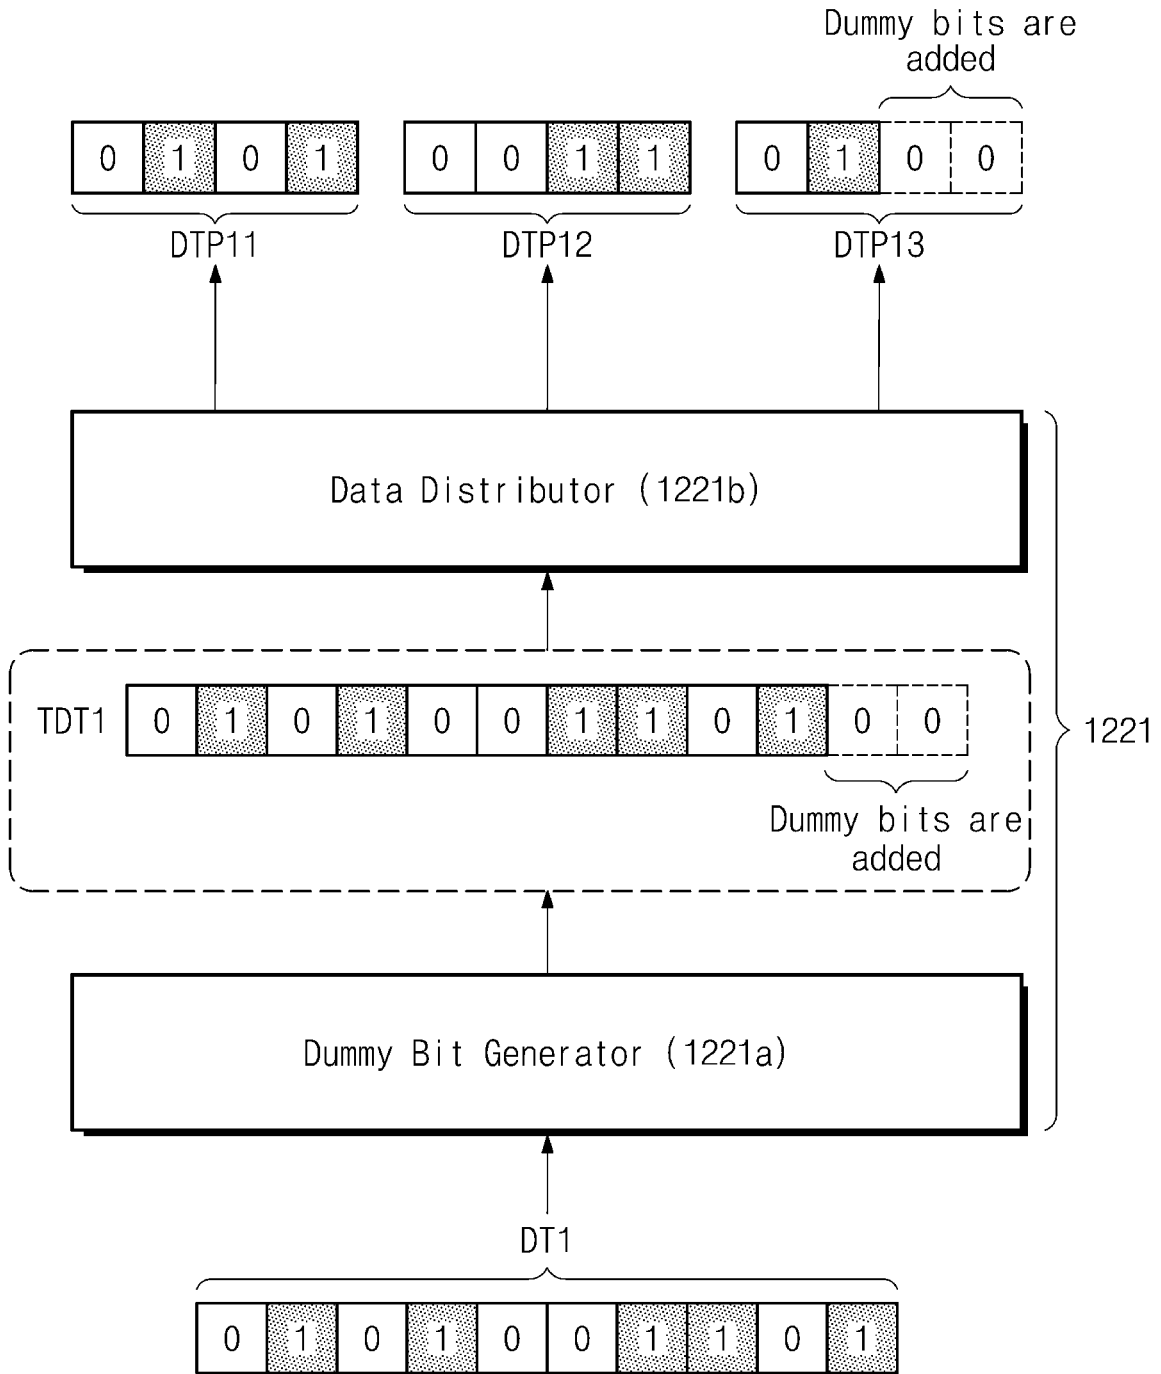 Dummy bits are
added
0 1 0 1 0 0 1 1 0 1 0 0
DTP11 DTP12 DTP13
Data Distributor (1221b)
TDT1 0 1 0 1 0 0 1 1 0 1 0 0
1221
Dummy bits are
added
Dummy Bit Generator (1221a)
DT1
0 1 0 1 0 0 1 1 0 1